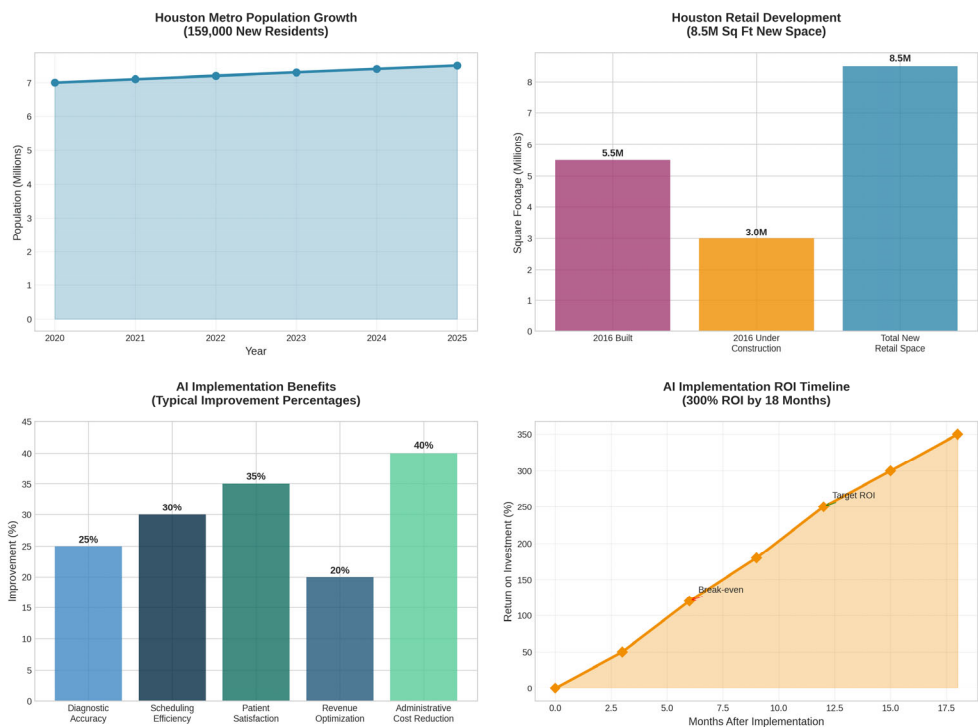 Houston Metro Population Growth
(159,000 New Residents)
Population (Millions)
7
6
5
4
3
2
1
0
2020 2021 2022 2023 2024 2025
Year
Houston Retail Development
(8.5M Sq Ft New Space)
Square Footage (Millions)
8
7
6
5
4
3
2
1
0
5.5M
3.0M
8.5M
2016 Built
2016 Under
Construction
Total New
Retail Space
AI Implementation Benefits
(Typical Improvement Percentages)
Improvement (%)
45
40
35
30
25
20
15
10
5
0
25%
30%
35%
20%
40%
Diagnostic
Accuracy
Scheduling
Efficiency
Patient
Satisfaction
Revenue
Optimization
Administrative
Cost Reduction
AI Implementation ROI Timeline
(300% ROI by 18 Months)
Return on Investment (%)
350
300
250
200
150
100
50
0
Target ROI
Break-even
0.0 2.5 5.0 7.5 10.0 12.5 15.0 17.5
Months After Implementation